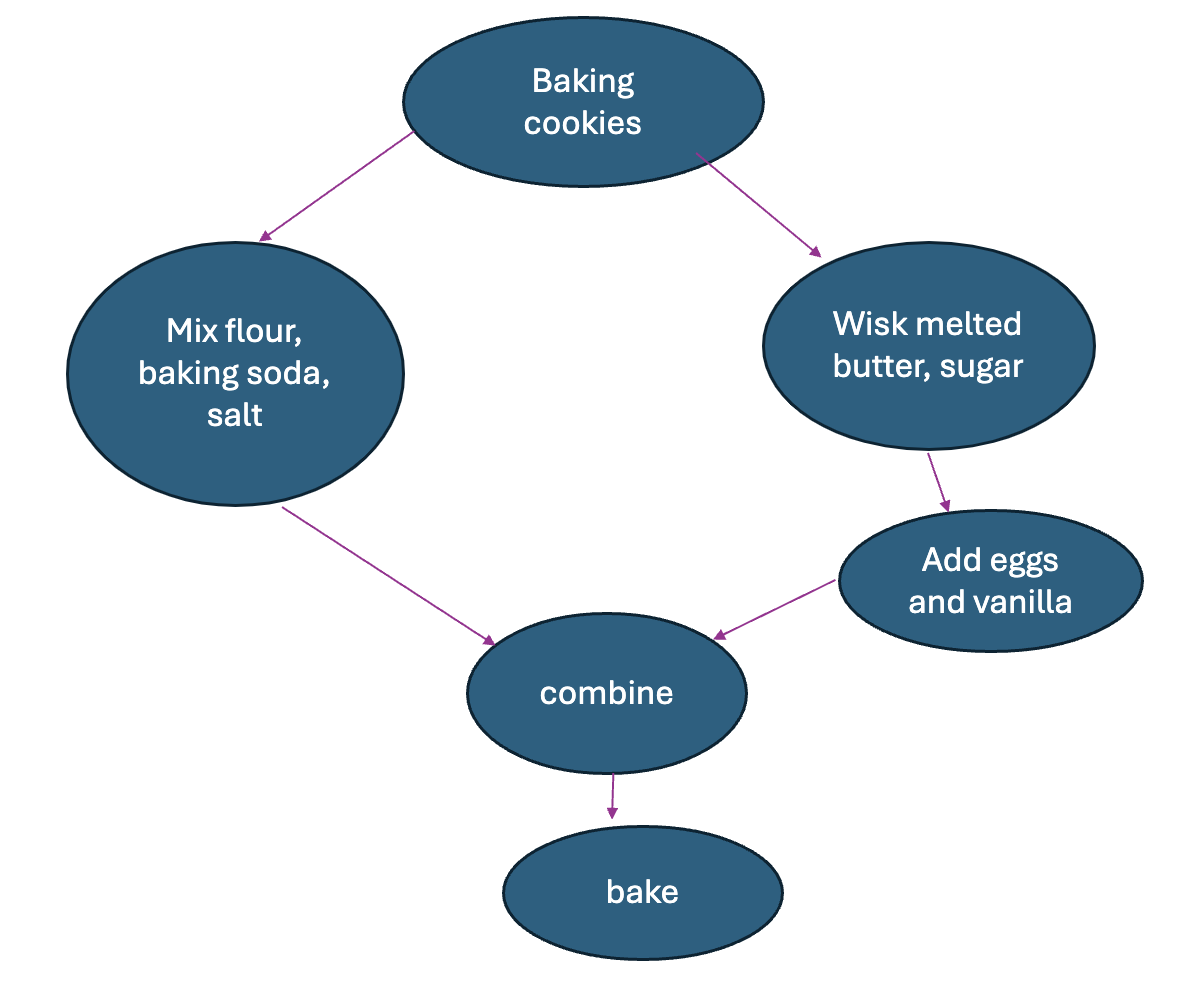 Baking
cookies
Mix flour,
baking soda,
salt
Wisk melted
butter, sugar
Add eggs
and vanilla
combine
bake